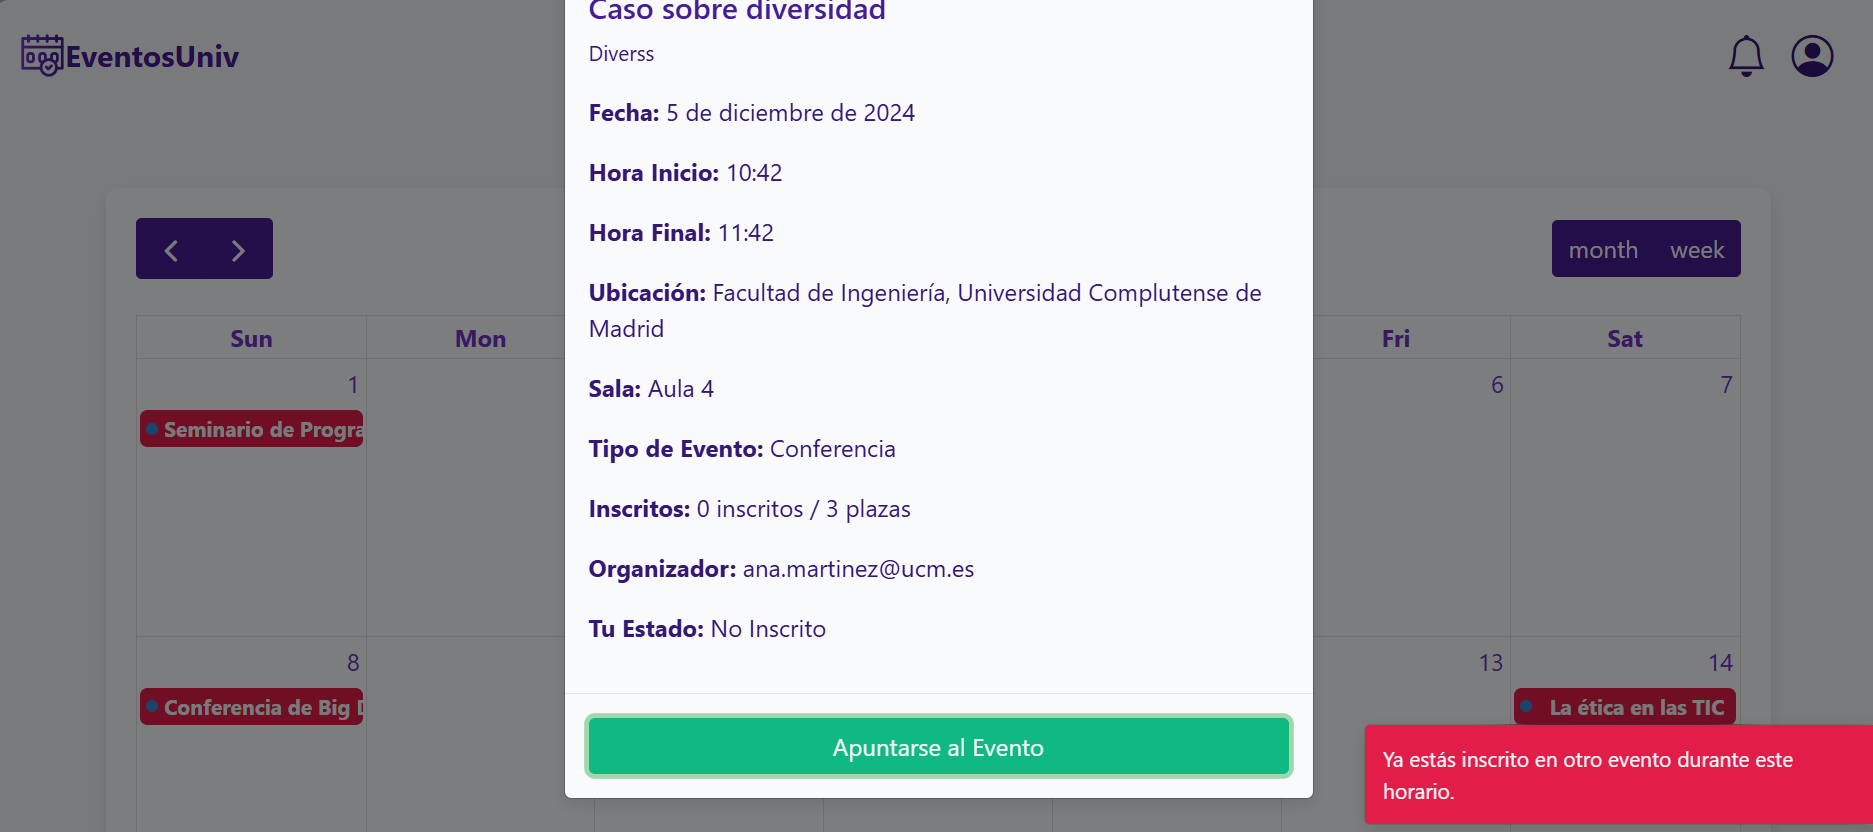 Caso sobre diversidad
EventosUniv
Diverss
Fecha: 5 de diciembre de 2024
Hora Inicio: 10:42
Hora Final: 11:42
month week
Ubicación: Facultad de Ingeniería, Universidad Complutense de
Madrid
Sun Mon Fri Sat
1 6 7
Sala: Aula 4
Seminario de Progra
Tipo de Evento: Conferencia
Inscritos: 0 inscritos / 3 plazas
Organizador: ana.martinez@ucm.es
Tu Estado: No Inscrito
8 13 14
Conferencia de Big D
La ética en las TIC
Apuntarse al Evento
Ya estás inscrito en otro evento durante este
horario.